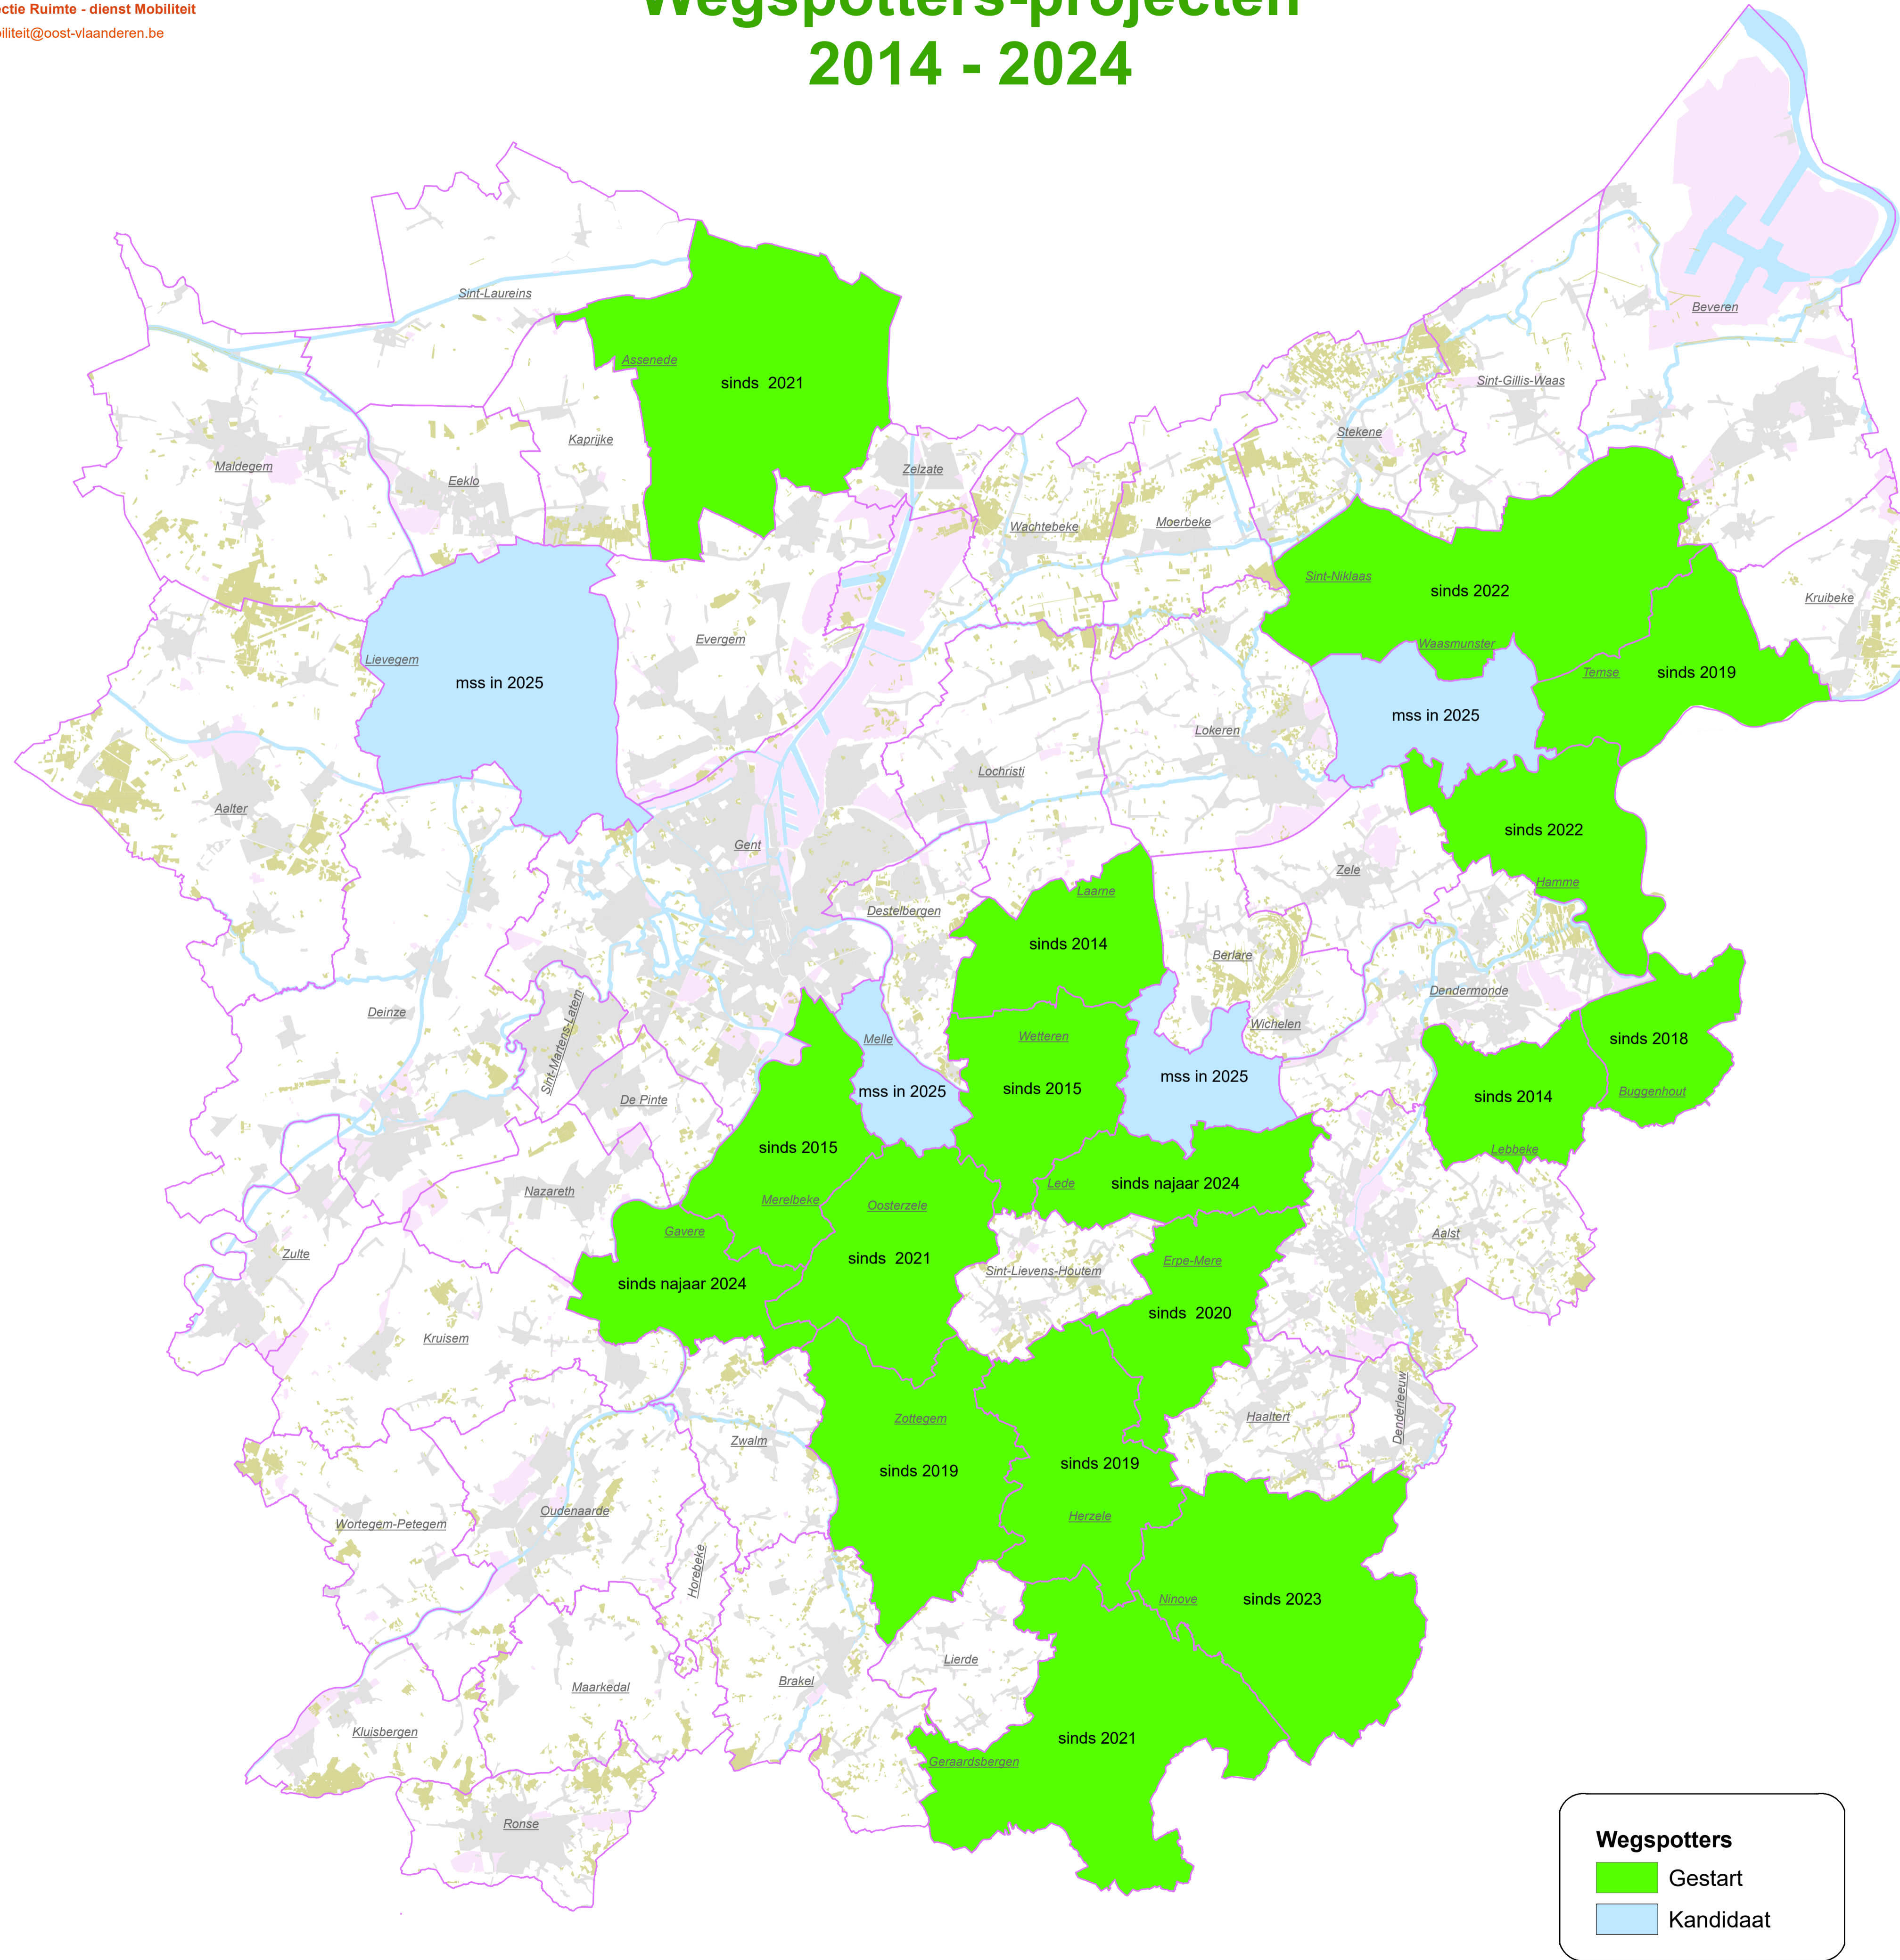 ectie Ruimte - dienst Mobiliteit
biliteit@oost-vlaanderen.be
Wegspotters-projecten
2014 - 2024
Sint-Laureins
Beveren
Assenede
sinds 2021
Sint-Gillis-Waas
Kaprijke
Stekene
Maldegem
Eeklo
Zelzate
Wachtebeke
Moerbeke
Sint-Niklaas
sinds 2022
Kruibeke
Evergem
Waasmunster
Lievegem
mss in 2025
Temse
sinds 2019
mss in 2025
Lokeren
Lochristi
Aalter
sinds 2022
Gent
Zele
Hamme
Laarne
Destelbergen
sinds 2014
Berlare
Dendermonde
Deinze
Sint-Martens-Latem
Wichelen
Melle
Wetteren
sinds 2018
mss in 2025
mss in 2025
sinds 2015
Buggenhout
sinds 2014
De Pinte
sinds 2015
Lebbeke
Lede
sinds najaar 2024
Nazareth
Merelbeke
Oosterzele
Gavere
Aalst
Zulte
sinds 2021
Erpe-Mere
Sint-Lievens-Houtem
sinds najaar 2024
sinds 2020
Kruisem
Denderleeuw
Haaltert
Zottegem
Zwalm
sinds 2019
sinds 2019
Oudenaarde
Herzele
Wortegem-Petegem
Horebeke
Ninove
sinds 2023
Lierde
Brakel
Maarkedal
Kluisbergen
sinds 2021
Geraardsbergen
Ronse
Wegspotters
Gestart
Kandidaat